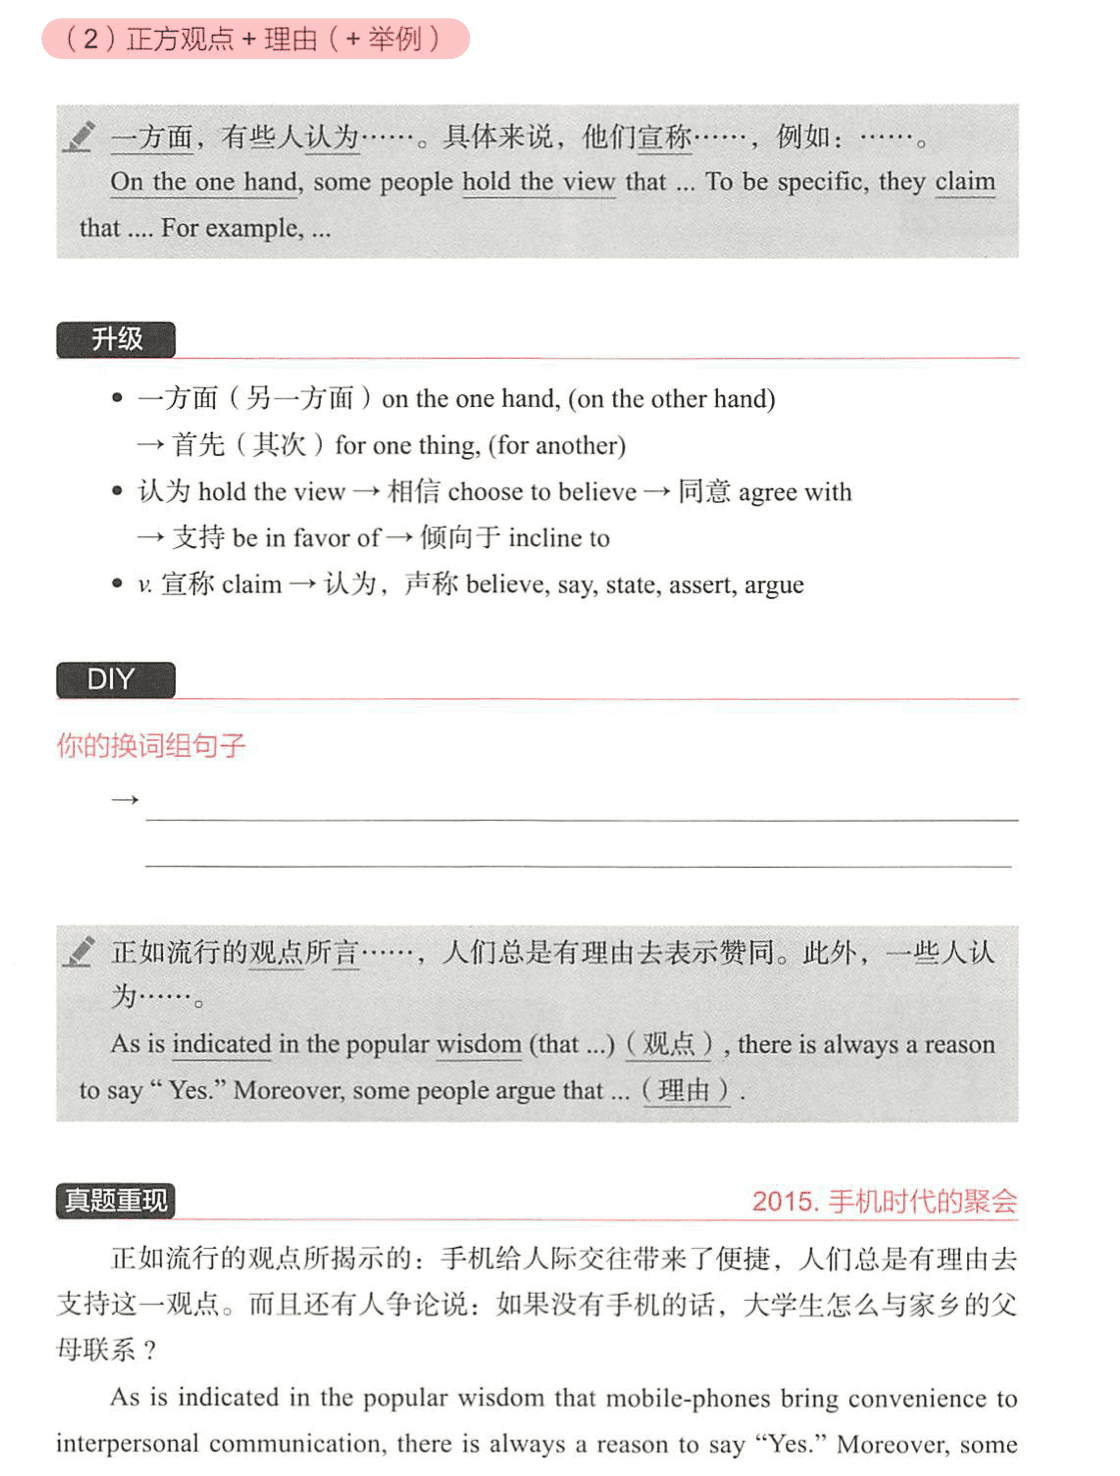 （2）正方观点 + 理由（+ 举例）
一方面，有些人认为……。具体来说，他们宣称……，例如：……。
On the one hand, some people hold the view that ... To be specific, they claim
that .... For example, ...
升级
• 一方面（另一方面）on the one hand, (on the other hand)
→ 首先（其次）for one thing, (for another)
• 认为 hold the view → 相信 choose to believe → 同意 agree with
→ 支持 be in favor of → 倾向于 incline to
• v. 宣称 claim → 认为，声称 believe, say, state, assert, argue
DIY
你的换词组句子
→
正如流行的观点所言……，人们总是有理由去表示赞同。此外，一些人认
为……。
As is indicated in the popular wisdom (that ...)（观点）, there is always a reason
to say “ Yes.” Moreover, some people argue that ...（理由）.
真题重现
2015. 手机时代的聚会
正如流行的观点所揭示的：手机给人际交往带来了便捷，人们总是有理由去
支持这一观点。而且还有人争论说：如果没有手机的话，大学生怎么与家乡的父
母联系？
As is indicated in the popular wisdom that mobile-phones bring convenience to
interpersonal communication, there is always a reason to say “Yes.” Moreover, some